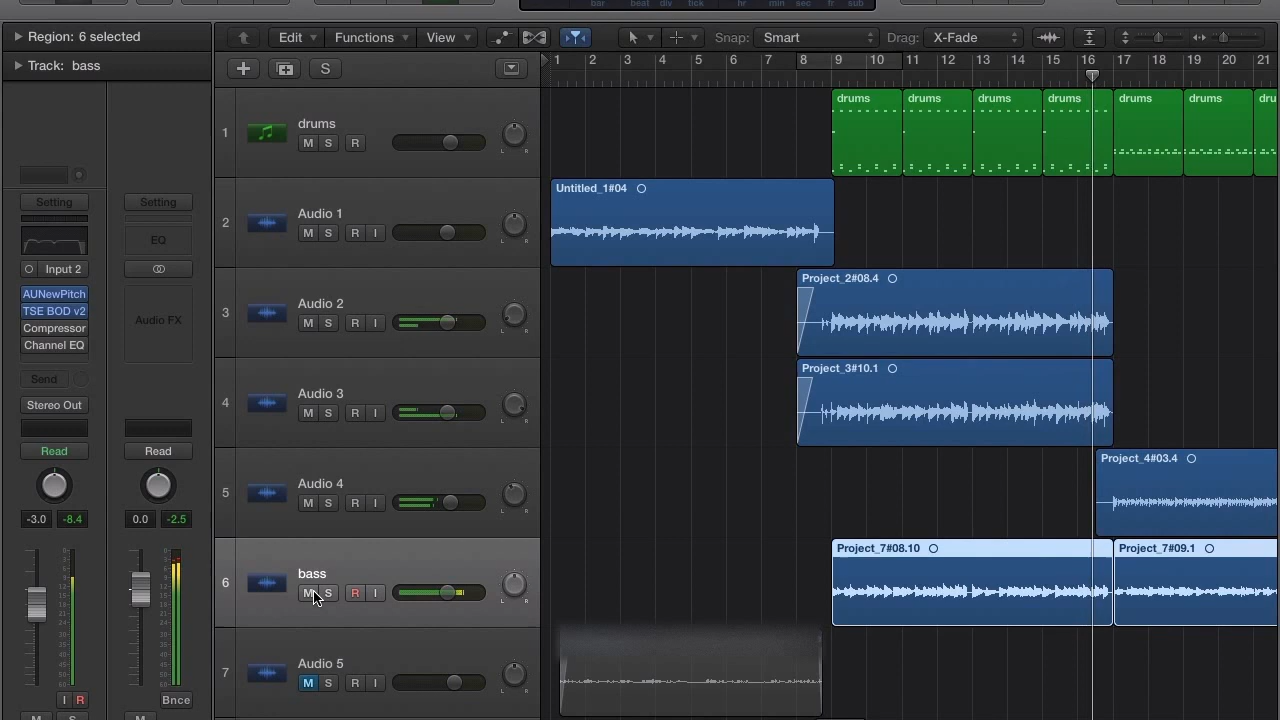 bar beat div tick hr min sec fr sub
Region: 6 selected
Edit Functions View Snap: Smart Drag: X-Fade
Track: bass
S
1 2 3 4 5 6 7 8 9 10 11 12 13 14 15 16 17 18 19 20 21
1 drums
M S R
L R
drums drums drums drums drums drums dru
Setting Setting
EQ
Input 2
AUNewPitch
TSE BOD v2
Compressor
Channel EQ
Audio FX
Send
Stereo Out
Read Read
-3.0 -8.4 0.0 -2.5
2 Audio 1
M S R I
L R
Untitled_1#04
3 Audio 2
M S R I
L R
Project_2#08.4
4 Audio 3
M S R I
L R
Project_3#10.1
5 Audio 4
M S R I
L R
Project_4#03.4
6 bass
M S R I
L R
Project_7#08.10 Project_7#09.1
7 Audio 5
M S R I
L R
I R Bnce
M S M